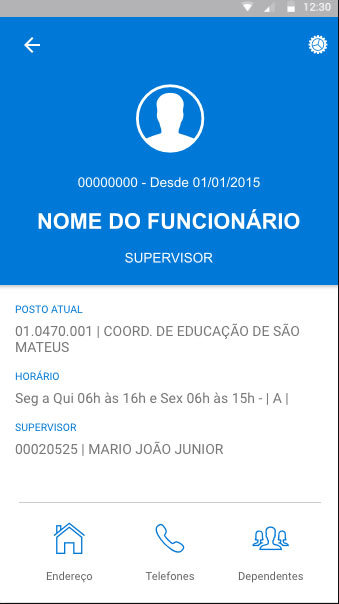 12:30
00000000 - Desde 01/01/2015
NOME DO FUNCIONÁRIO
SUPERVISOR
POSTO ATUAL
01.0470.001 | COORD. DE EDUCAÇÃO DE SÃO
MATEUS
HORÁRIO
Seg a Qui 06h às 16h e Sex 06h às 15h - | A |
SUPERVISOR
00020525 | MARIO JOÃO JUNIOR
Endereço Telefones Dependentes